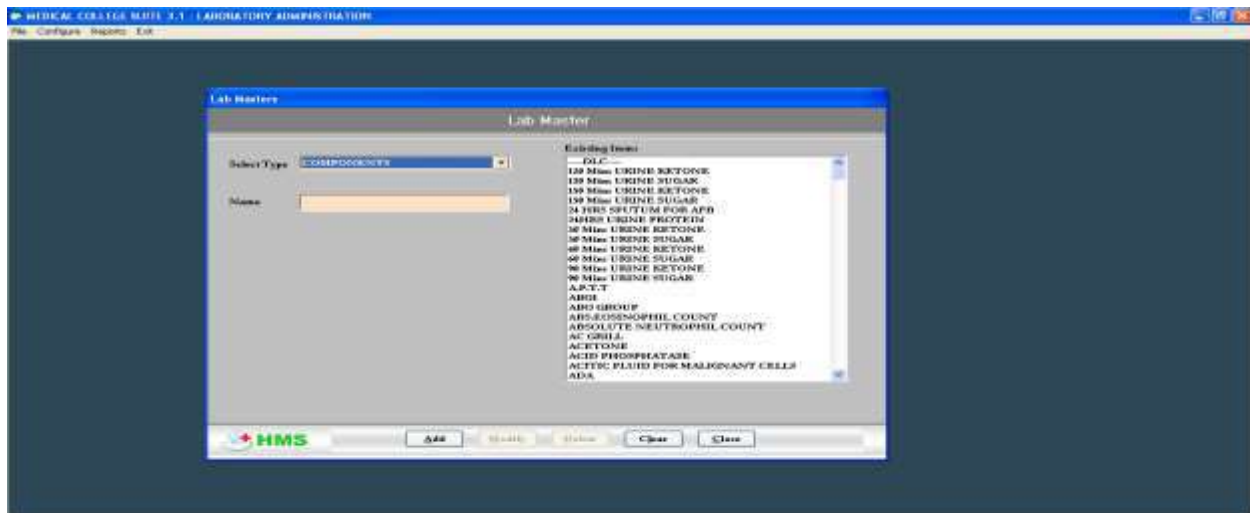 MEDICAL COLLEGE SUITE 3.1 LABORATORY ADMINISTRATION
File Configure Reports Exit
Lab Masters
Lab Master
Select Type COMPONENTS
Name
Existing Items
---DLC---
120 Mins URINE KETONE
120 Mins URINE SUGAR
150 Mins URINE KETONE
150 Mins URINE SUGAR
24 HRS SPUTUM FOR AFB
24HRS URINE PROTEIN
30 Mins URINE KETONE
30 Mins URINE SUGAR
60 Mins URINE KETONE
60 Mins URINE SUGAR
90 Mins URINE KETONE
90 Mins URINE SUGAR
A.P.T.T
ABO GROUP
ABS.EOSINOPHIL COUNT
ABSOLUTE NEUTROPHIL COUNT
AC GRILL
ACETONE
ACID PHOSPHATASE
ACITIC FLUID FOR MALIGNANT CELLS
ADA
HMS Add Modify Delete Clear Close